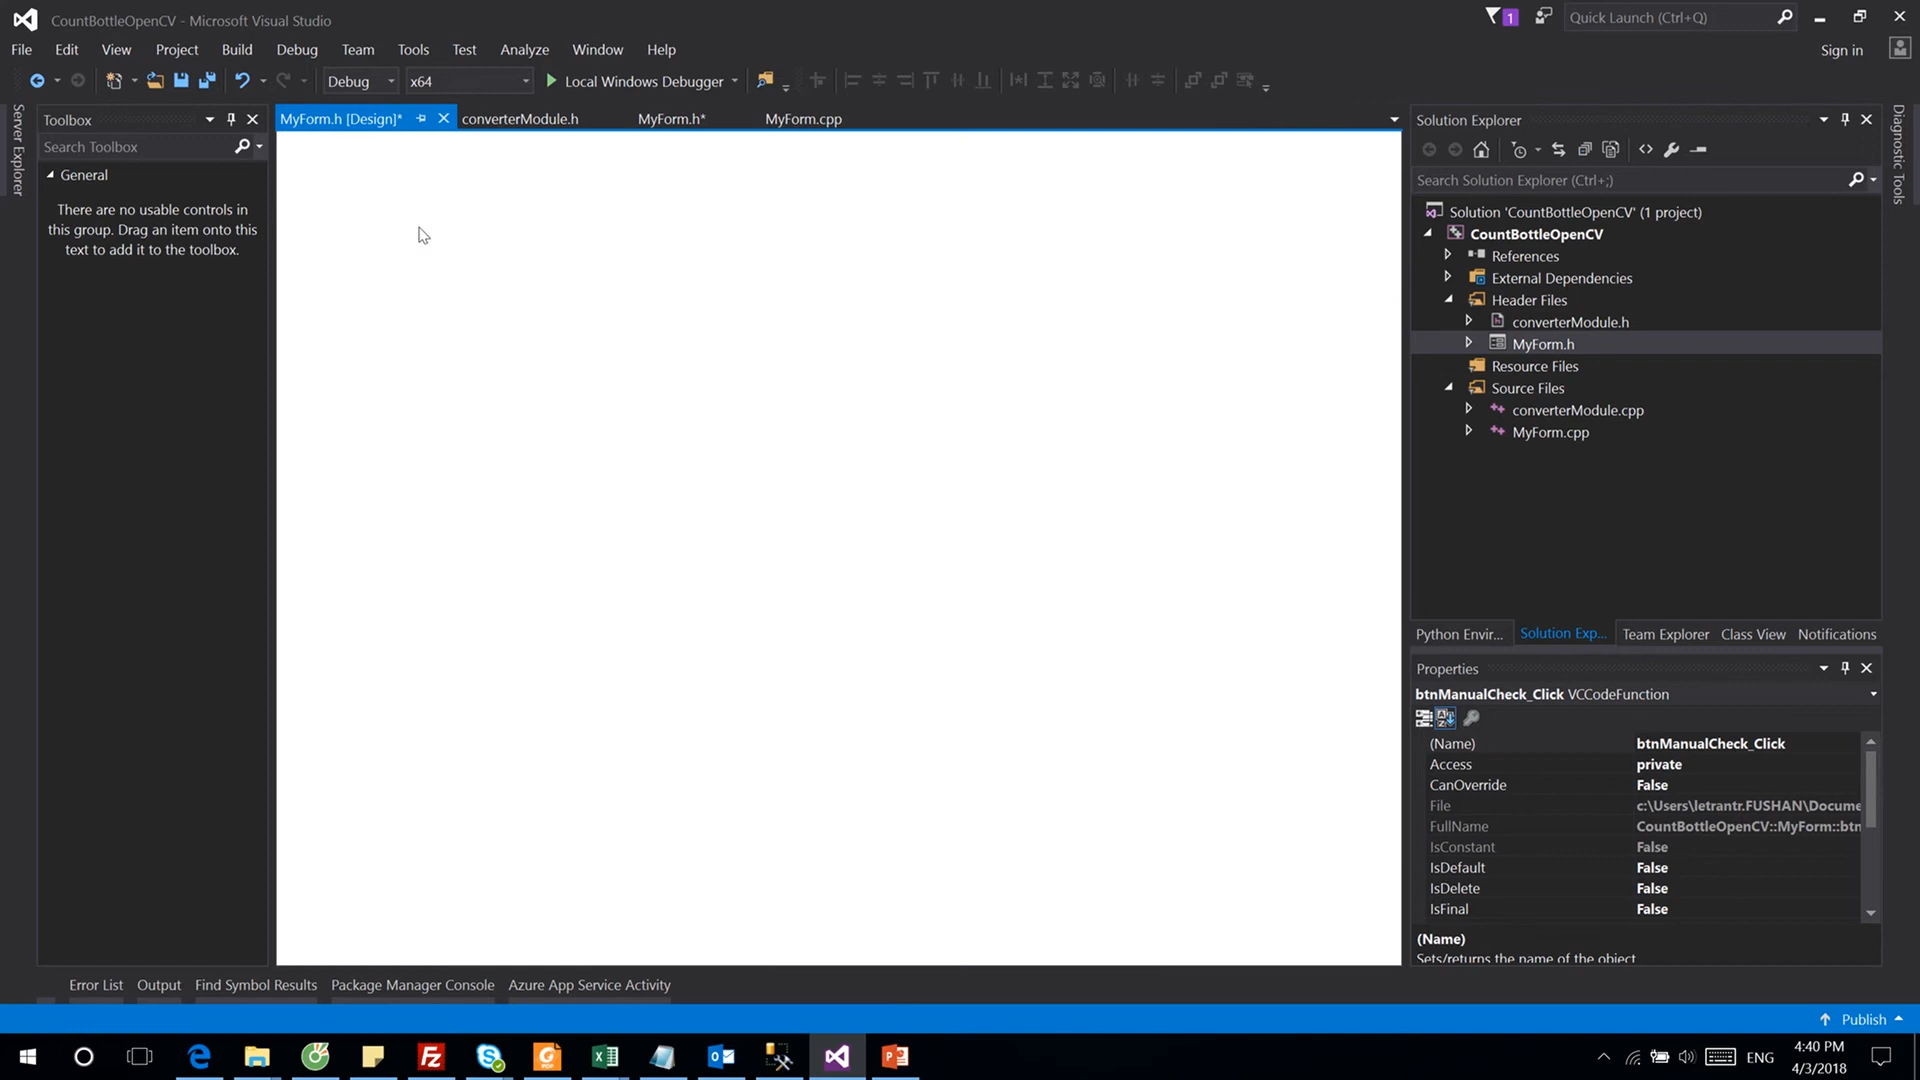 CountBottleOpenCV - Microsoft Visual Studio
1
Quick Launch (Ctrl+Q)
File Edit View Project Build Debug Team Tools Test Analyze Window Help
Sign in
Debug x64 Local Windows Debugger
Server Explorer
Toolbox
Search Toolbox
General
There are no usable controls in
this group. Drag an item onto this
text to add it to the toolbox.
MyForm.h [Design]* converterModule.h MyForm.h* MyForm.cpp
Solution Explorer
Search Solution Explorer (Ctrl+;)
Solution 'CountBottleOpenCV' (1 project)
CountBottleOpenCV
References
External Dependencies
Header Files
converterModule.h
MyForm.h
Resource Files
Source Files
converterModule.cpp
MyForm.cpp
Diagnostic Tools
Python Envir... Solution Exp... Team Explorer Class View Notifications
Properties
btnManualCheck_Click VCCodeFunction
(Name) btnManualCheck_Click
Access private
CanOverride False
File c:\Users\letrantr.FUSHAN\Docume
FullName CountBottleOpenCV::MyForm::btn
IsConstant False
IsDefault False
IsDelete False
IsFinal False
(Name)
Sets/returns the name of the object
Error List Output Find Symbol Results Package Manager Console Azure App Service Activity
Publish
ENG
4:40 PM
4/3/2018